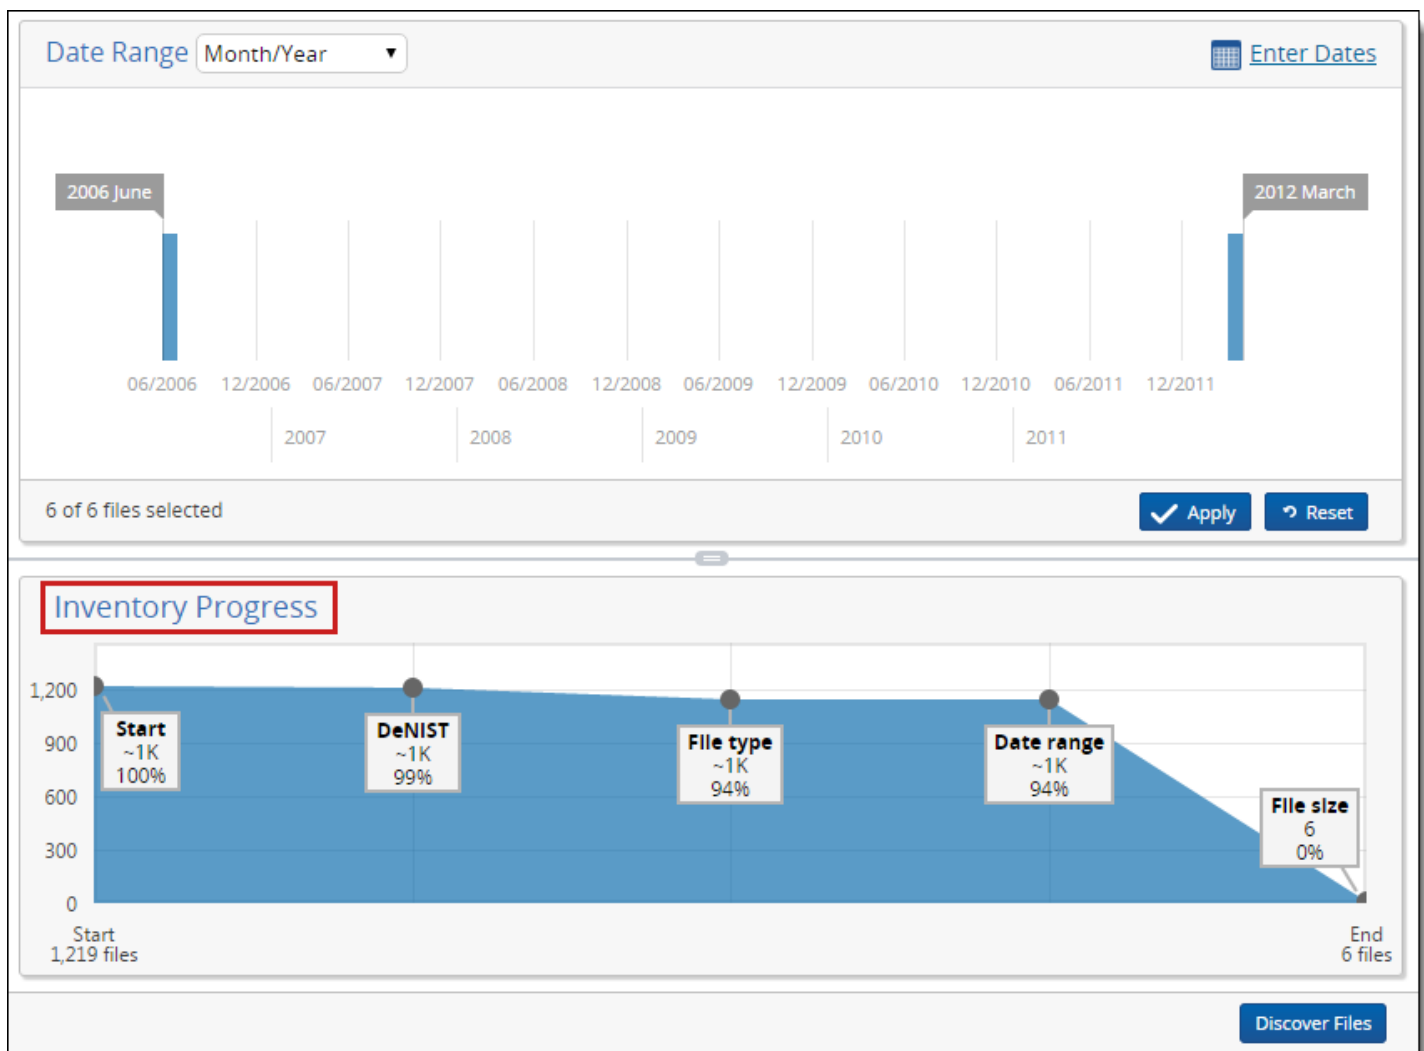 Date Range Month/Year Enter Dates
2006 June 2012 March
06/2006 12/2006 06/2007 12/2007 06/2008 12/2008 06/2009 12/2009 06/2010 12/2010 06/2011 12/2011
2007 2008 2009 2010 2011
6 of 6 files selected Apply Reset
Inventory Progress
1,200
900
600
300
0
Start
~1K
100%
DeNIST
~1K
99%
File type
~1K
94%
Date range
~1K
94%
File size
6
0%
Start
1,219 files
End
6 files
Discover Files